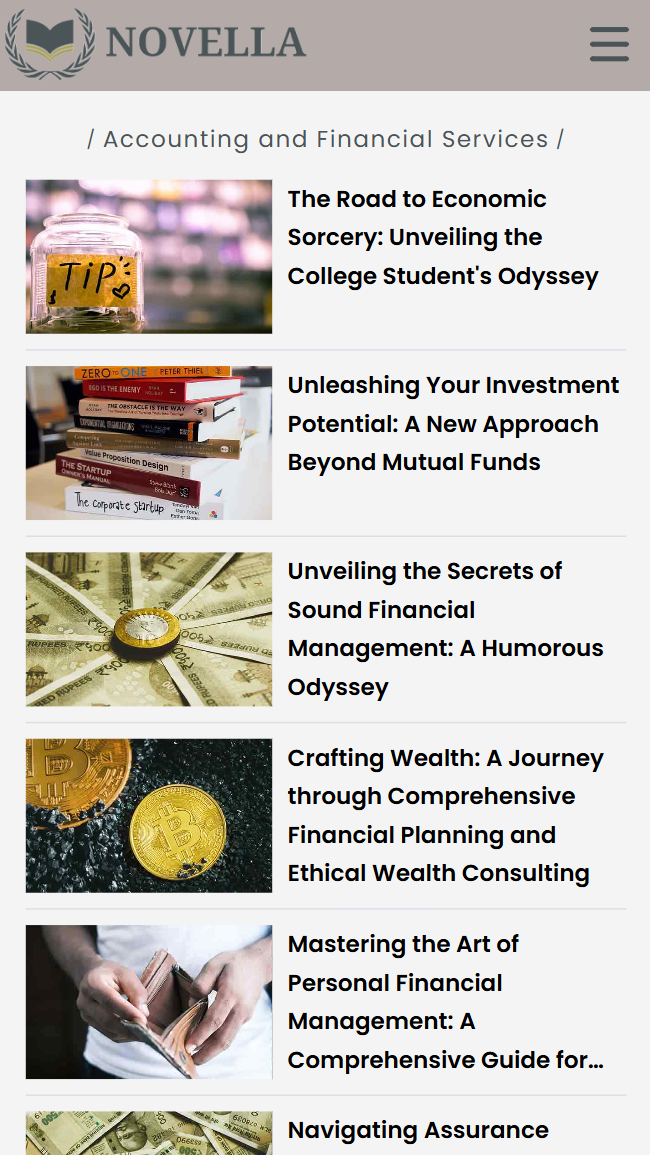 NOVELLA
/ Accounting and Financial Services /
TiP
The Road to Economic
Sorcery: Unveiling the
College Student's Odyssey
ZERO TO ONE PETER THIEL
EGO IS THE ENEMY
THE OBSTACLE IS THE WAY
Value Proposition Design
THE STARTUP
OWNER'S MANUAL
The Corporate Startup
Unleashing Your Investment
Potential: A New Approach
Beyond Mutual Funds
RUPEES
Unveiling the Secrets of
Sound Financial
Management: A Humorous
Odyssey
Crafting Wealth: A Journey
through Comprehensive
Financial Planning and
Ethical Wealth Consulting
Mastering the Art of
Personal Financial
Management: A
Comprehensive Guide for...
Navigating Assurance